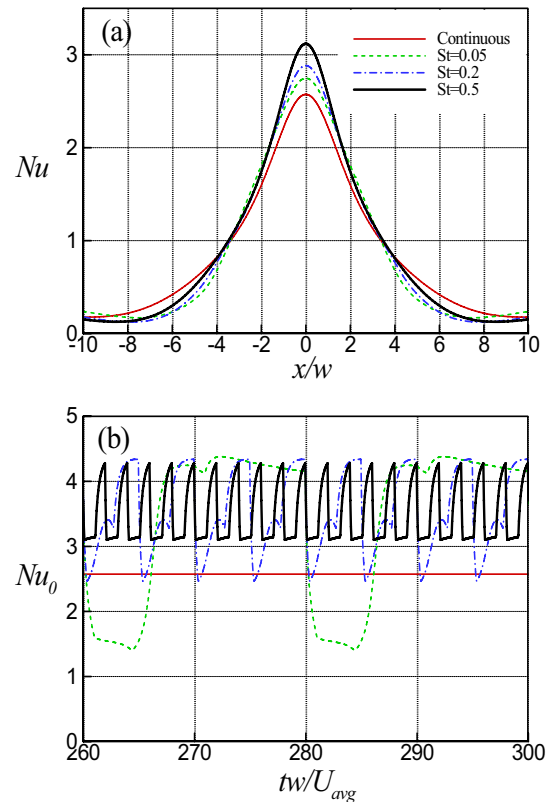 (a)
Continuous
St=0.05
St=0.2
St=0.5
3
2
1
0
Nu
-10 -8 -6 -4 -2 0 2 4 6 8 10
x/w
(b)
5
4
3
2
1
0
Nu0
260 270 280 290 300
tw/Uavg